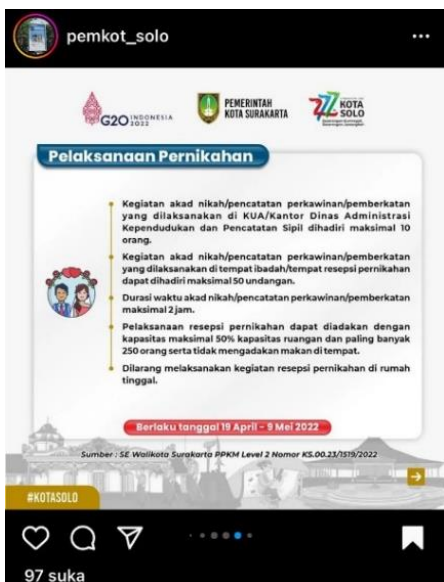 pemkot_solo
G20 INDONESIA
2022
PEMERINTAH
KOTA SURAKARTA
KOTA
SOLO
Pelaksanaan Pernikahan
Kegiatan akad nikah/pencatatan perkawinan/pemberkatan
yang dilaksanakan di KUA/Kantor Dinas Administrasi
Kependudukan dan Pencatatan Sipil dihadiri maksimal 10
orang.
Kegiatan akad nikah/pencatatan perkawinan/pemberkatan
yang dilaksanakan di tempat ibadah/tempat resepsi pernikahan
dapat dihadiri maksimal 50 undangan.
Durasi waktu akad nikah/pencatatan perkawinan/pemberkatan
maksimal 2 jam.
Pelaksanaan resepsi pernikahan dapat diadakan dengan
kapasitas maksimal 50% kapasitas ruangan dan paling banyak
250 orang serta tidak mengadakan makan di tempat.
Dilarang melaksanakan kegiatan resepsi pernikahan di rumah
tinggal.
Berlaku tanggal 19 April - 9 Mei 2022
Sumber : SE Walikota Surakarta PPKM Level 2 Nomor KS.00.23/1519/2022
#KOTASOLO
97 suka